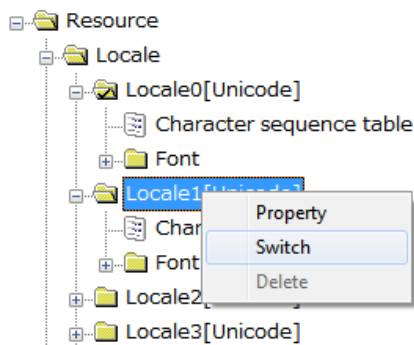 Resource
Locale
Locale0[Unicode]
Character sequence table
Font
Locale1[Unicode]
Property
Char
Switch
Font
Delete
Locale2
Locale3[Unicode]